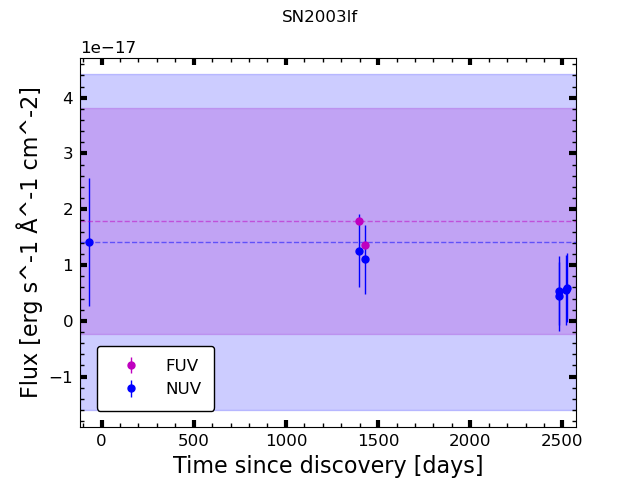 SN2003lf
1e−17
4
3
2
1
0
−1
Flux [erg s^-1 Å^-1 cm^-2]
FUV
NUV
0 500 1000 1500 2000 2500
Time since discovery [days]